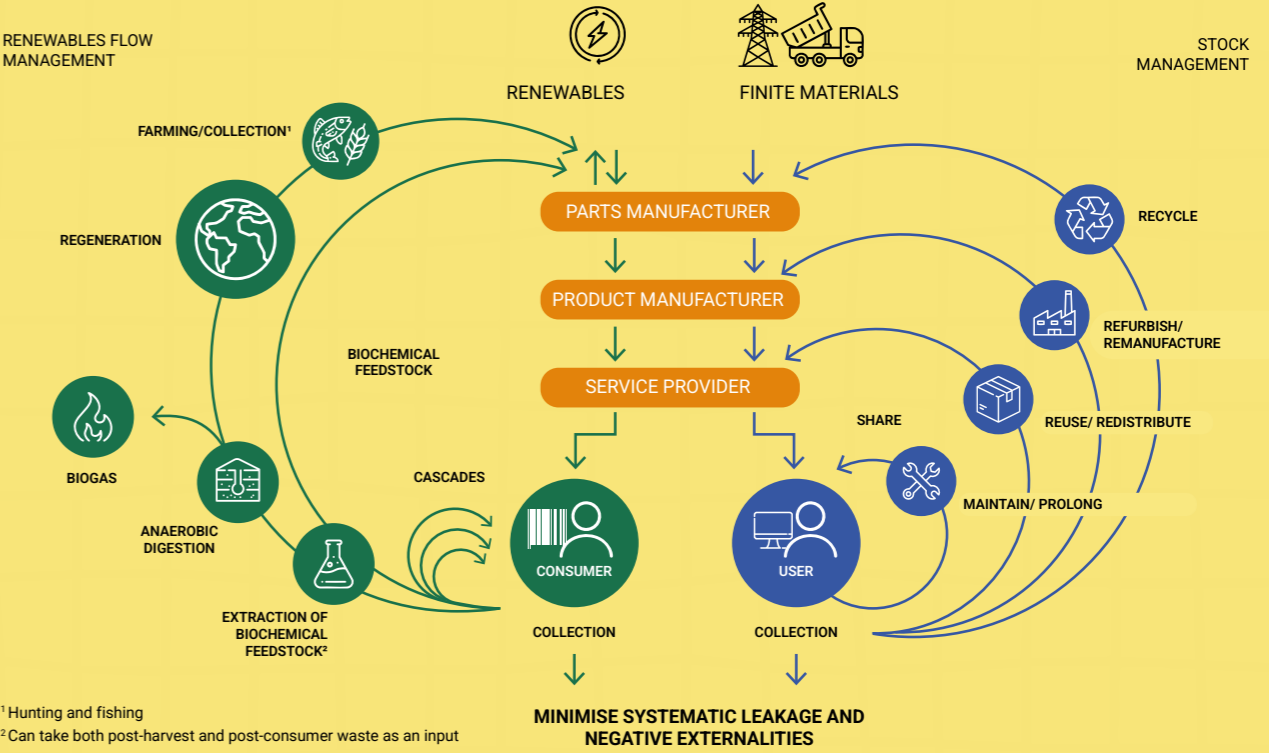 RENEWABLES FLOW
MANAGEMENT
STOCK
MANAGEMENT
RENEWABLES
FINITE MATERIALS
FARMING/COLLECTION¹
PARTS MANUFACTURER
RECYCLE
REGENERATION
PRODUCT MANUFACTURER
REFURBISH/
REMANUFACTURE
BIOCHEMICAL
FEEDSTOCK
SERVICE PROVIDER
SHARE
REUSE/ REDISTRIBUTE
BIOGAS
CASCADES
MAINTAIN/ PROLONG
ANAEROBIC
DIGESTION
CONSUMER
USER
EXTRACTION OF
BIOCHEMICAL
FEEDSTOCK²
COLLECTION
COLLECTION
MINIMISE SYSTEMATIC LEAKAGE AND
NEGATIVE EXTERNALITIES
¹ Hunting and fishing
² Can take both post-harvest and post-consumer waste as an input